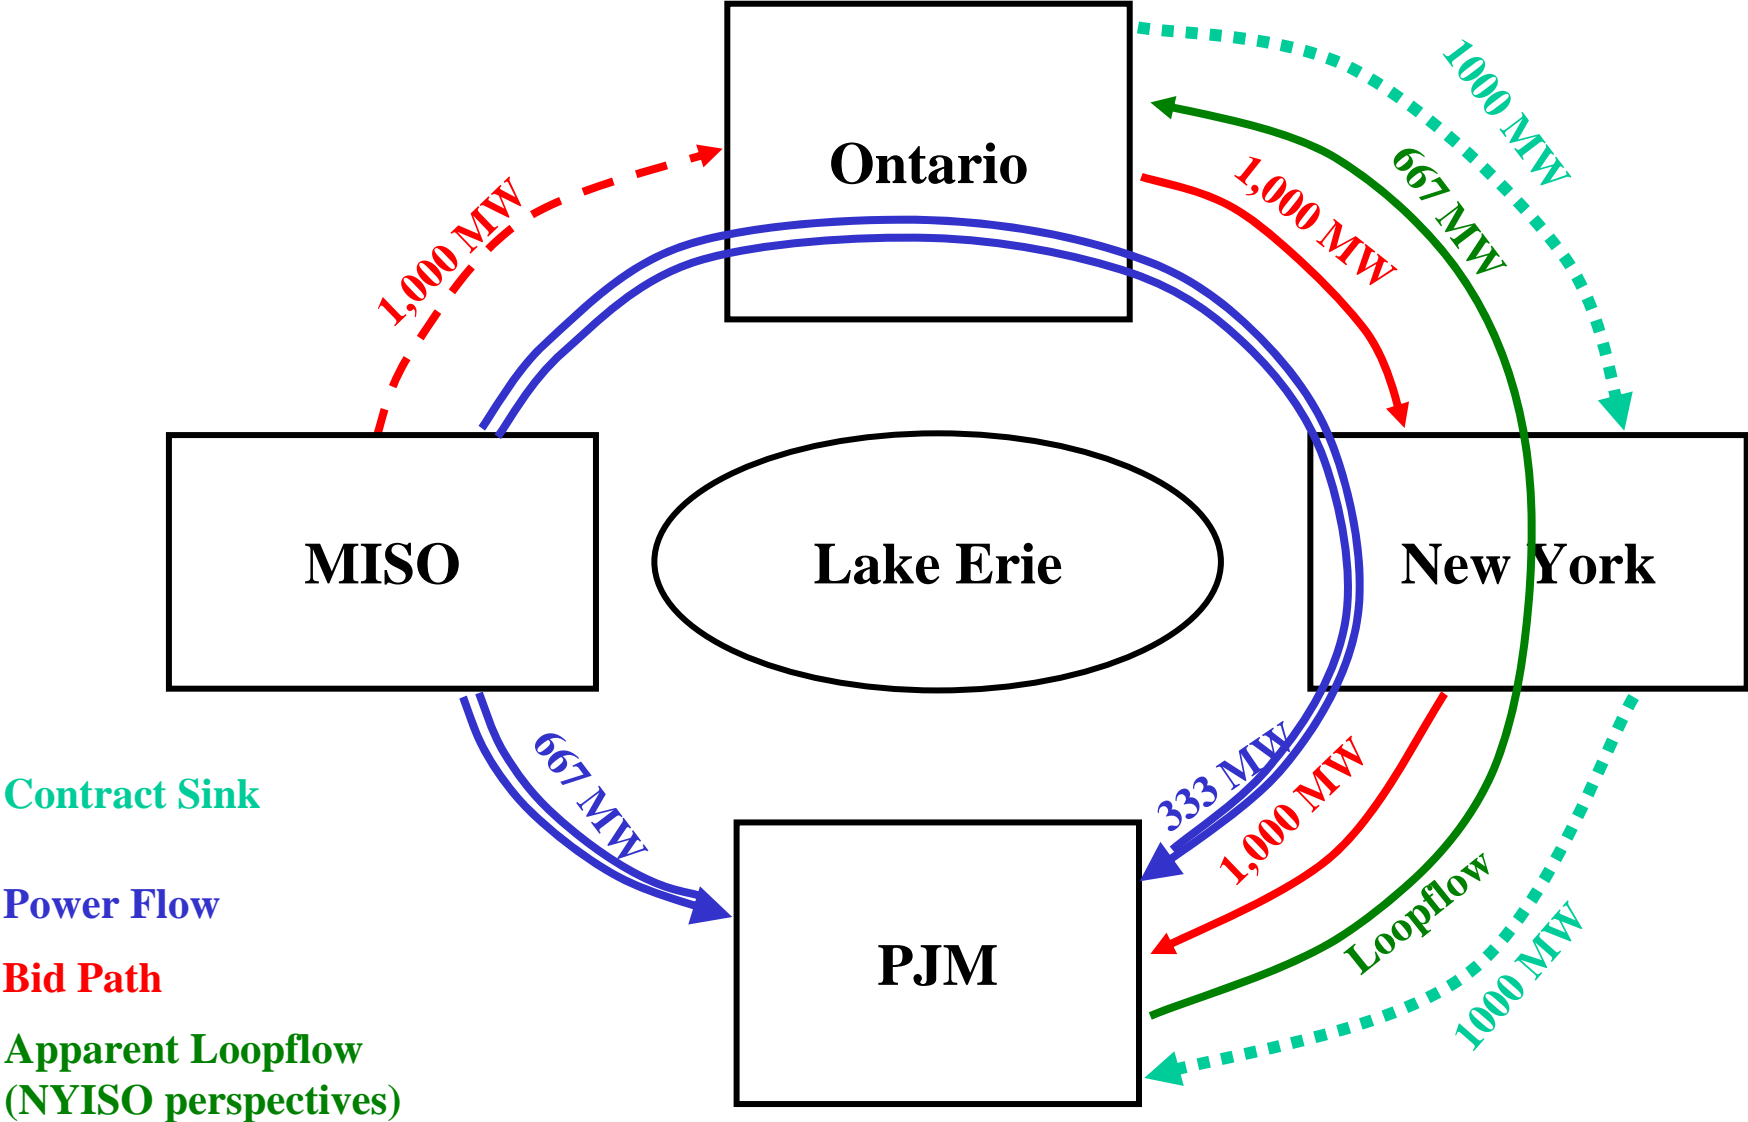 1000 MW
Ontario
667 MW
1,000 MW
1,000 MW
MISO
Lake Erie
New York
667 MW
333 MW
1,000 MW
Contract Sink
Loopflow
Power Flow
1000 MW
PJM
Bid Path
Apparent Loopflow
(NYISO perspectives)